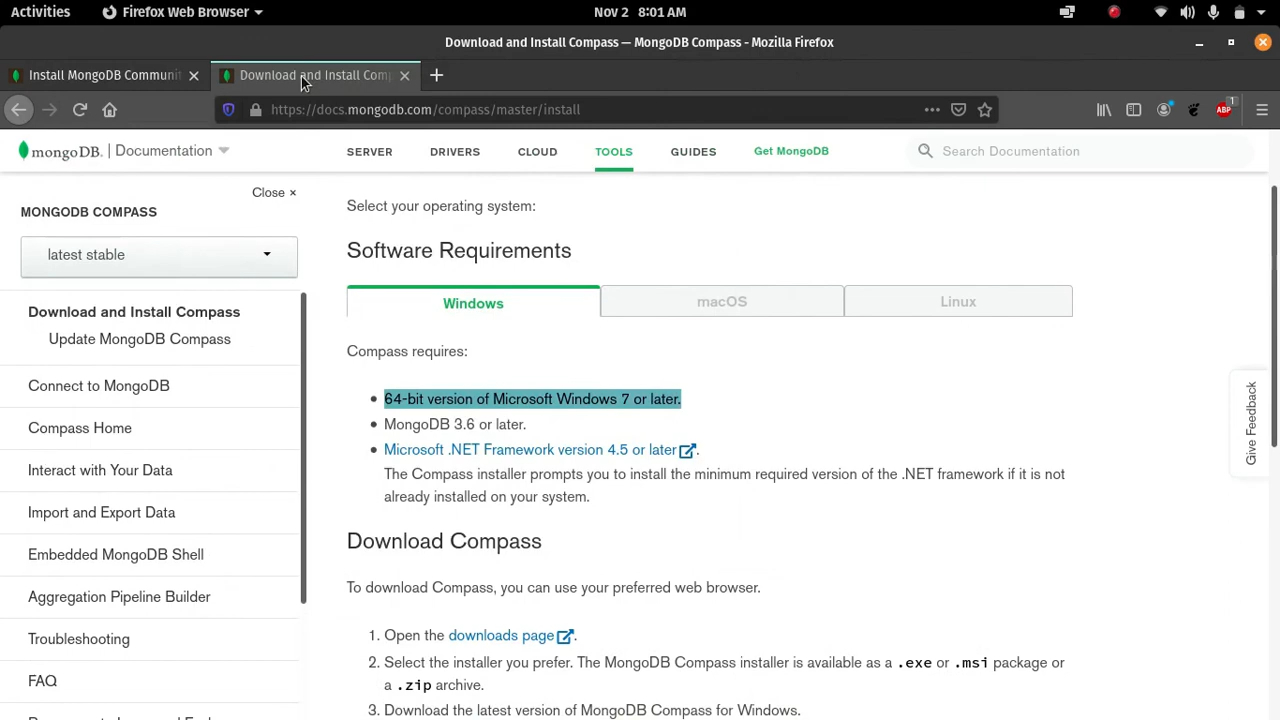 Activities
Firefox Web Browser
Nov 2 8:01 AM
Download and Install Compass — MongoDB Compass - Mozilla Firefox
Install MongoDB Communi
Download and Install Comp
https://docs.mongodb.com/compass/master/install
ABP
1
mongoDB. | Documentation
SERVER
DRIVERS
CLOUD
TOOLS
GUIDES
Get MongoDB
Search Documentation
Close ×
MONGODB COMPASS
latest stable
Download and Install Compass
Update MongoDB Compass
Connect to MongoDB
Compass Home
Interact with Your Data
Import and Export Data
Embedded MongoDB Shell
Aggregation Pipeline Builder
Troubleshooting
FAQ
Select your operating system:
Software Requirements
Windows
macOS
Linux
Compass requires:
• 64-bit version of Microsoft Windows 7 or later.
• MongoDB 3.6 or later.
• Microsoft .NET Framework version 4.5 or later.
The Compass installer prompts you to install the minimum required version of the .NET framework if it is not
already installed on your system.
Download Compass
To download Compass, you can use your preferred web browser.
1. Open the downloads page.
2. Select the installer you prefer. The MongoDB Compass installer is available as a .exe or .msi package or
a .zip archive.
3. Download the latest version of MongoDB Compass for Windows.
Give Feedback